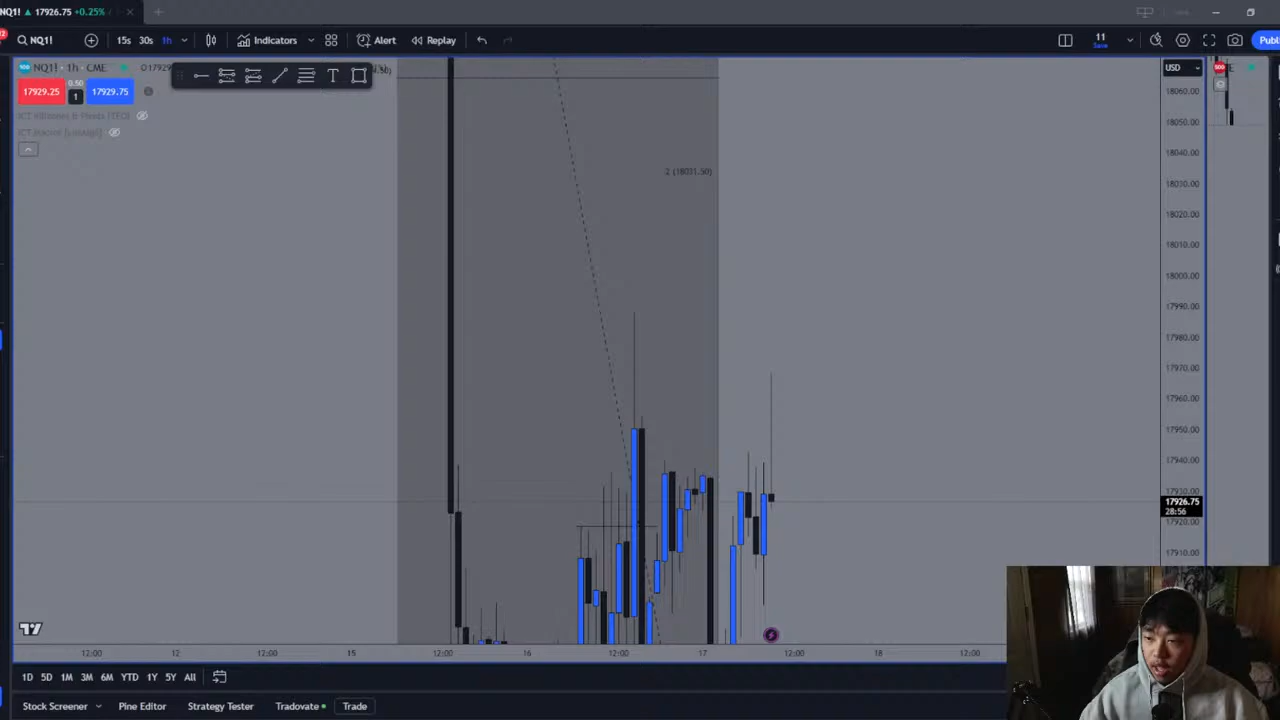 NQ1! 17926.75 +0.25%
NQ1! 15s 30s 1h Indicators Alert Replay 11 Save Publ
NQ1! · 1h · CME
17929.25 0.50 1 17929.75
2 (18031.50)
USD
18060.00
18050.00
18040.00
18030.00
18020.00
18010.00
18000.00
17990.00
17980.00
17970.00
17960.00
17950.00
17940.00
17930.00
17926.75
28:56
17920.00
17910.00
12:00 12 12:00 15 12:00 16 12:00 17 12:00 18 12:00
1D 5D 1M 3M 6M YTD 1Y 5Y All
Stock Screener Pine Editor Strategy Tester Tradovate Trade